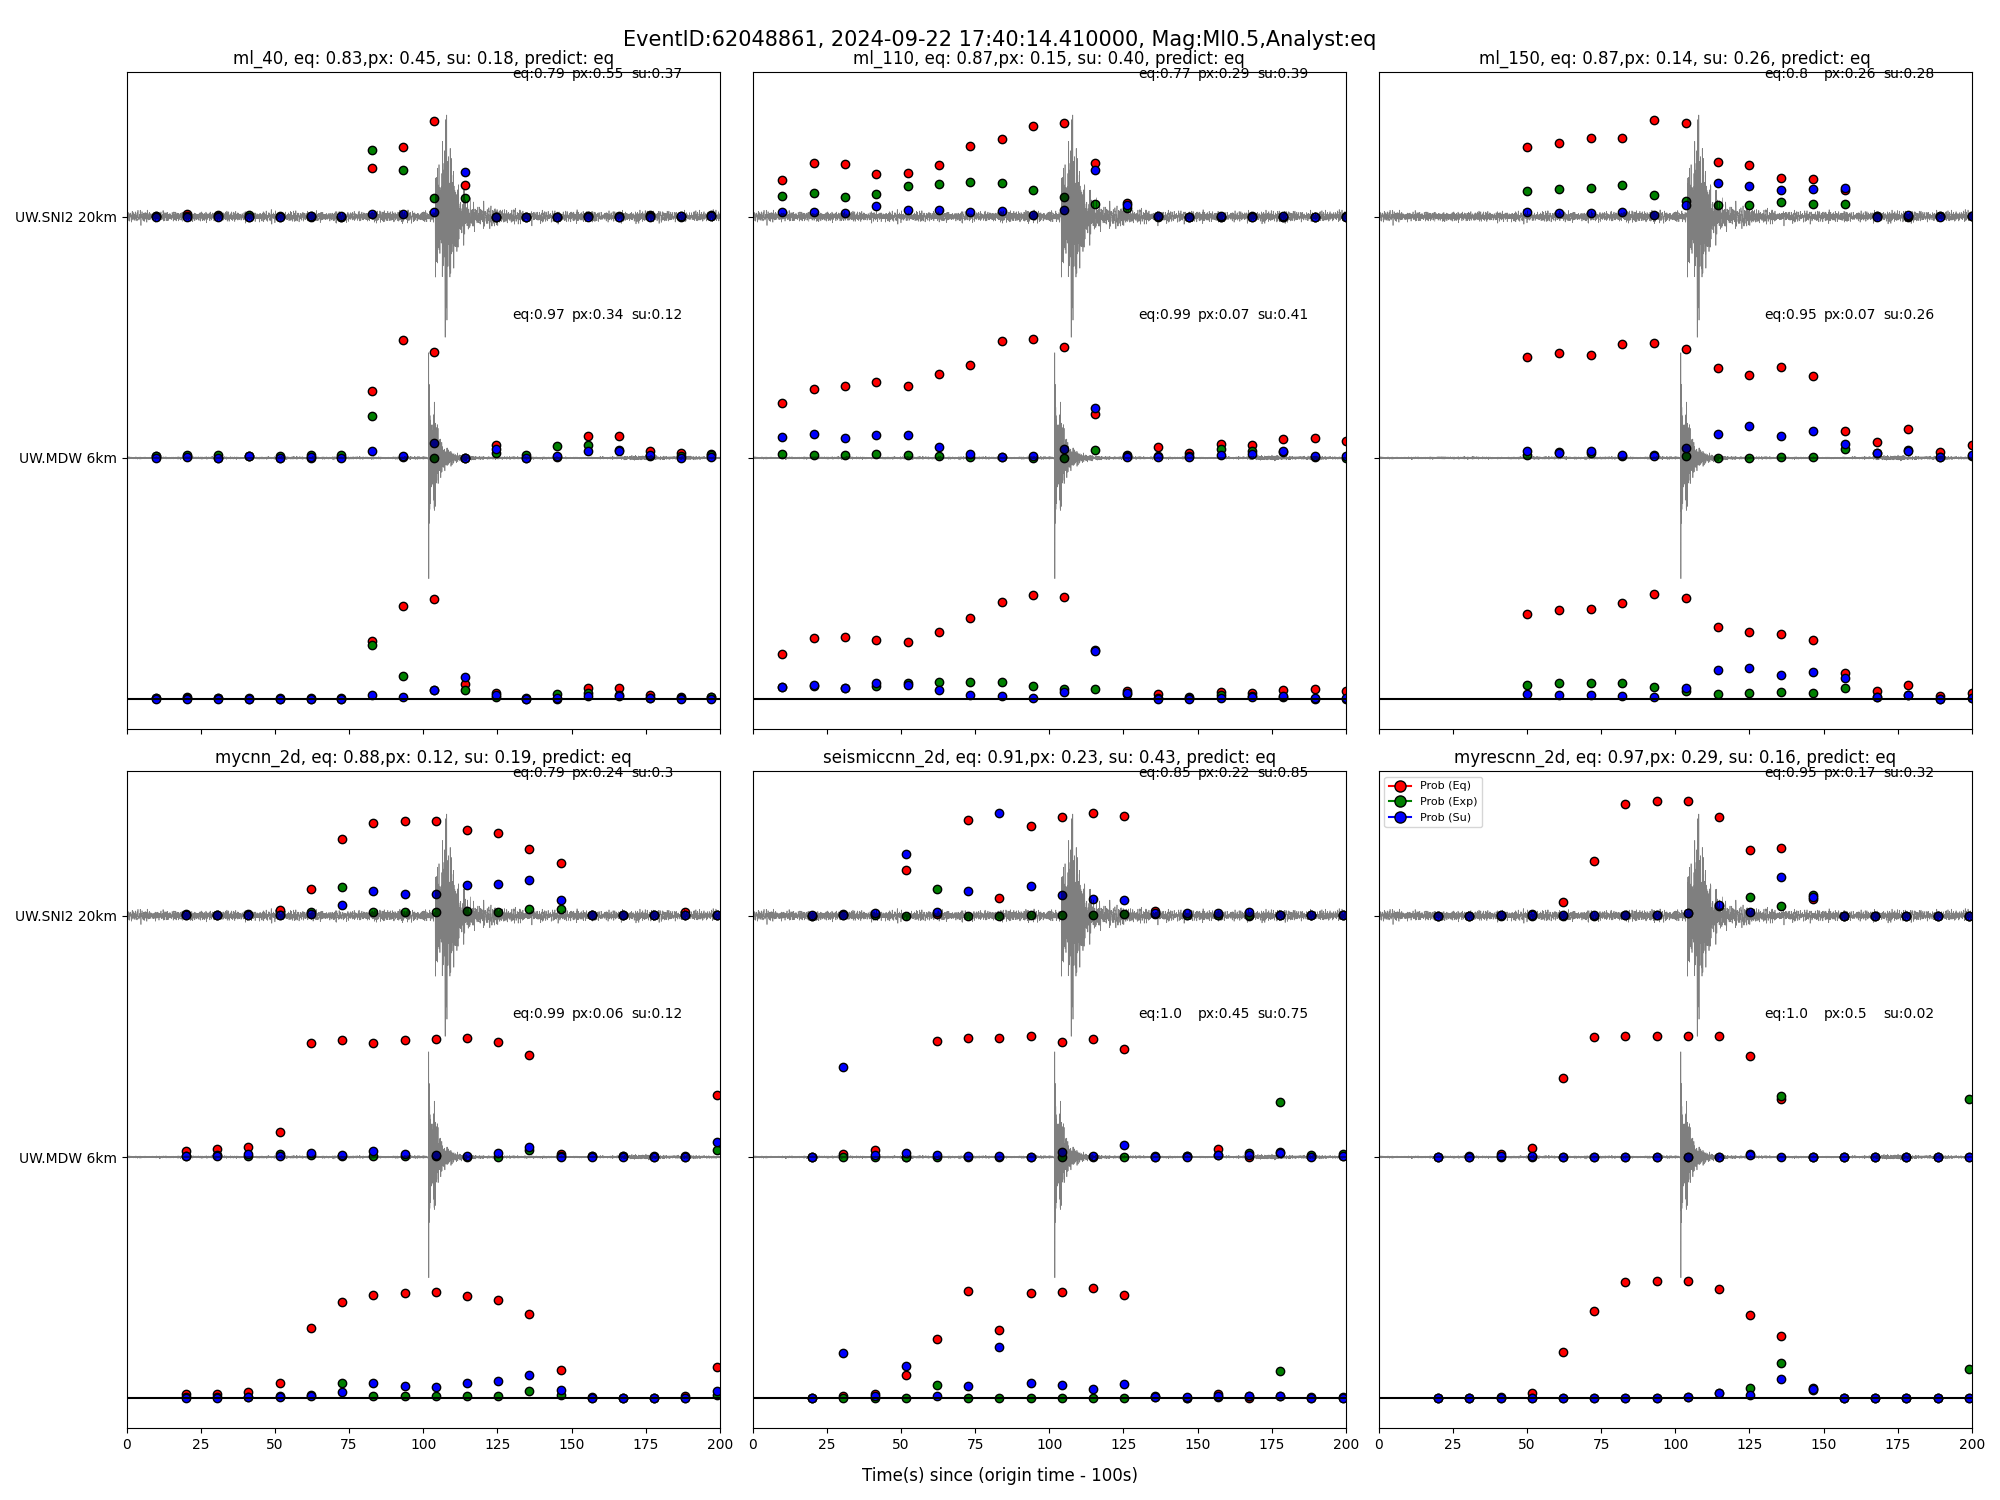 EventID:62048861, 2024-09-22 17:40:14.410000, Mag:Ml0.5,Analyst:eq
ml_40, eq: 0.83,px: 0.45, su: 0.18, predict: eq
eq:0.79 px:0.55 su:0.37
UW.SNI2 20km
eq:0.97 px:0.34 su:0.12
UW.MDW 6km
ml_110, eq: 0.87,px: 0.15, su: 0.40, predict: eq
eq:0.77 px:0.29 su:0.39
eq:0.99 px:0.07 su:0.41
ml_150, eq: 0.87,px: 0.14, su: 0.26, predict: eq
eq:0.8 px:0.26 su:0.28
eq:0.95 px:0.07 su:0.26
mycnn_2d, eq: 0.88,px: 0.12, su: 0.19, predict: eq
eq:0.79 px:0.24 su:0.3
UW.SNI2 20km
eq:0.99 px:0.06 su:0.12
UW.MDW 6km
0 25 50 75 100 125 150 175 200
seismiccnn_2d, eq: 0.91,px: 0.23, su: 0.43, predict: eq
eq:0.85 px:0.22 su:0.85
eq:1.0 px:0.45 su:0.75
0 25 50 75 100 125 150 175 200
myrescnn_2d, eq: 0.97,px: 0.29, su: 0.16, predict: eq
eq:0.95 px:0.17 su:0.32
Prob (Eq)
Prob (Exp)
Prob (Su)
eq:1.0 px:0.5 su:0.02
0 25 50 75 100 125 150 175 200
Time(s) since (origin time - 100s)